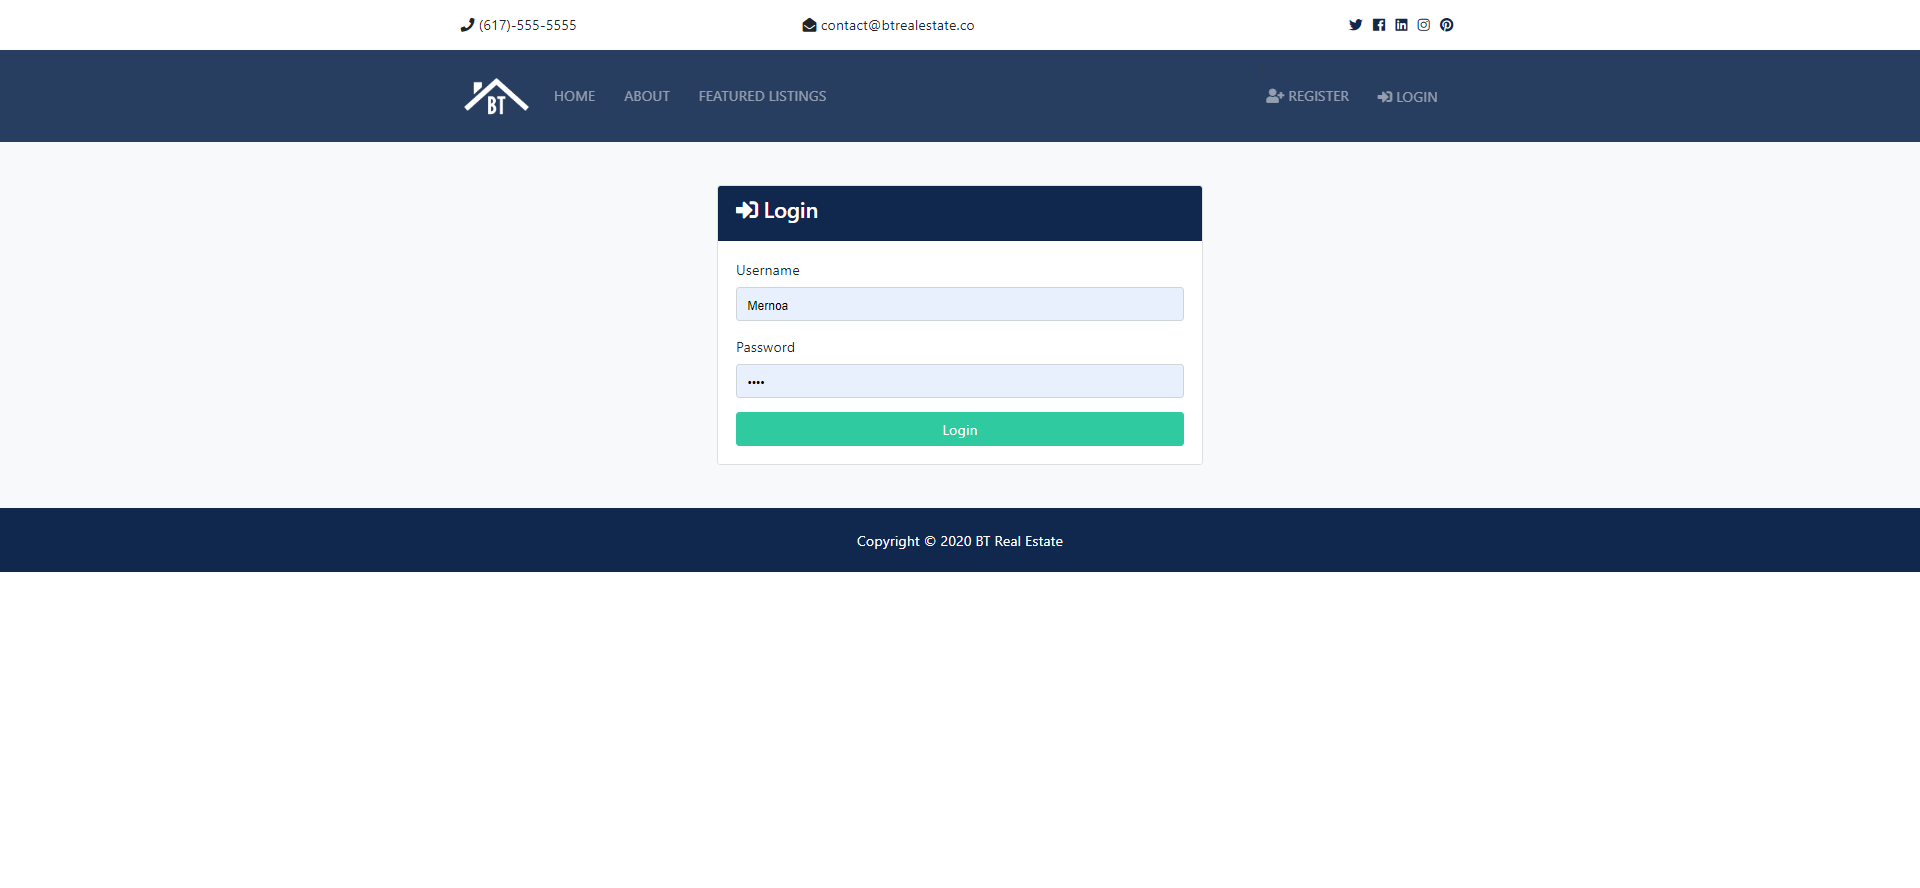 (617)-555-5555
contact@btrealestate.co
BT
HOME
ABOUT
FEATURED LISTINGS
REGISTER
LOGIN
Login
Username
Mernoa
Password
••••
Login
Copyright © 2020 BT Real Estate